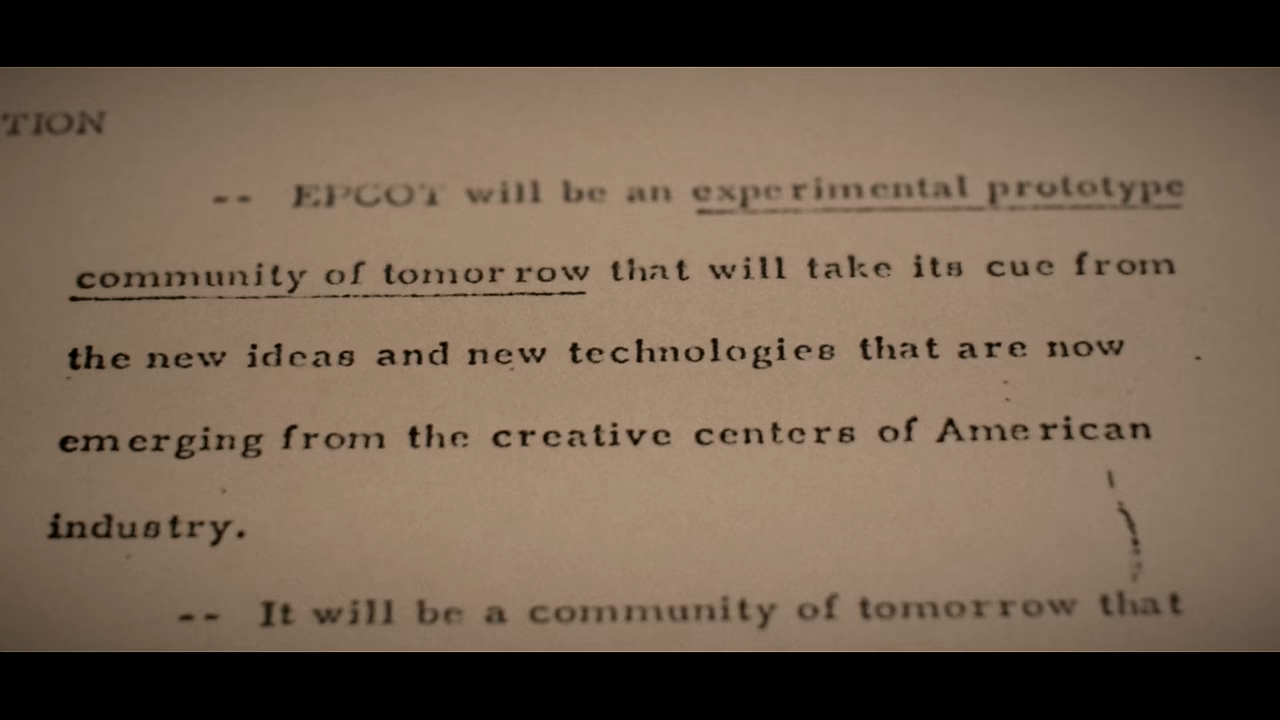 TION
-- EPCOT will be an experimental prototype
community of tomorrow that will take its cue from
the new ideas and new technologies that are now
emerging from the creative centers of American
industry.
-- It will be a community of tomorrow that